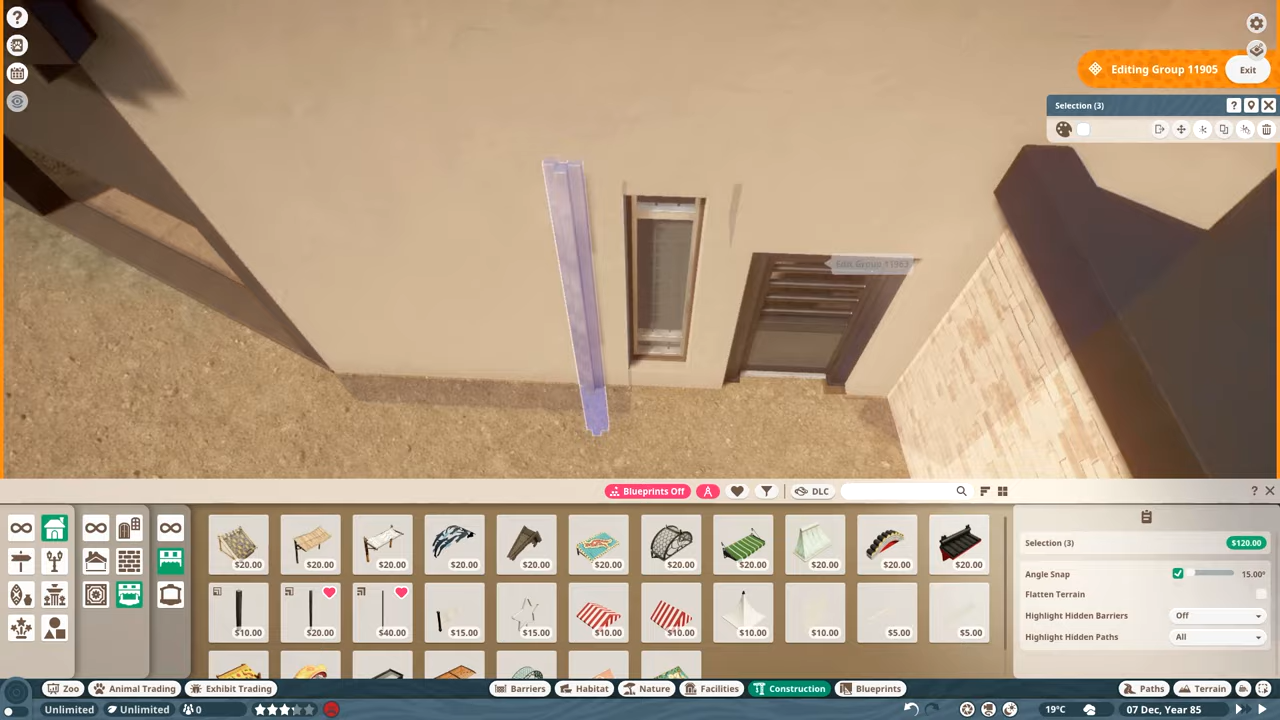 Editing Group 11905
Exit
Selection (3)
?
Blueprints Off
DLC
?
$20.00 $20.00 $20.00 $20.00 $20.00 $20.00 $20.00 $20.00 $20.00 $20.00 $20.00
$10.00 $20.00 $40.00 $15.00 $15.00 $10.00 $10.00 $10.00 $10.00 $5.00 $5.00
Selection (3) $120.00
Angle Snap 15.00°
Flatten Terrain
Highlight Hidden Barriers Off
Highlight Hidden Paths All
Zoo Animal Trading Exhibit Trading Barriers Habitat Nature Facilities Construction Blueprints Paths Terrain
Unlimited Unlimited 0 19°C 07 Dec, Year 85